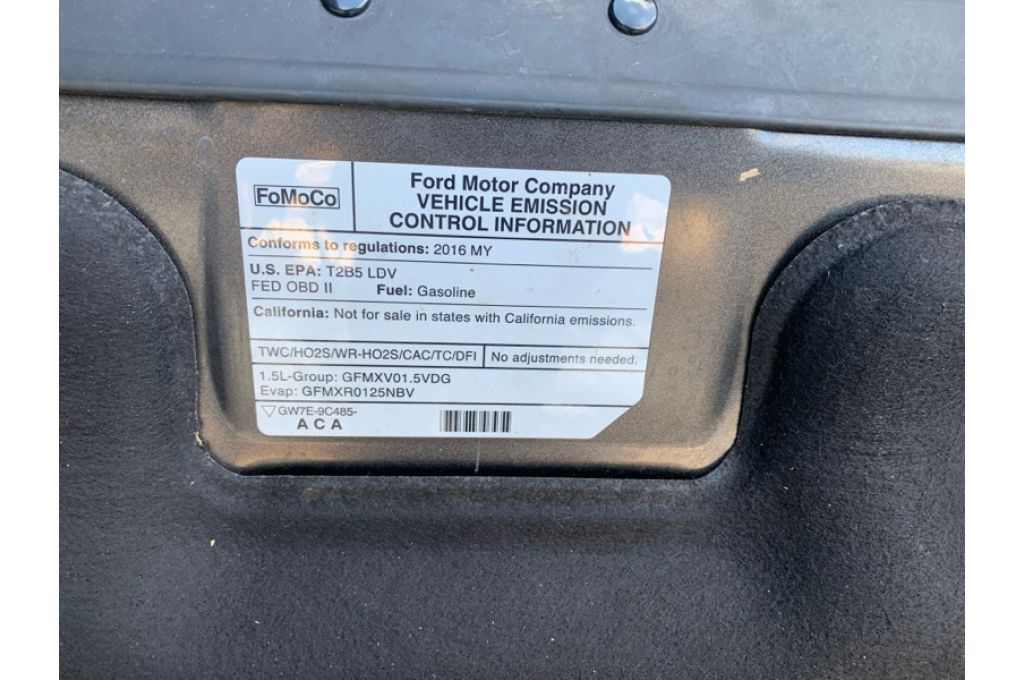 FoMoCo
Ford Motor Company
VEHICLE EMISSION
CONTROL INFORMATION
Conforms to regulations: 2016 MY
U.S. EPA: T2B5 LDV
FED OBD II Fuel: Gasoline
California: Not for sale in states with California emissions.
TWC/HO2S/WR-HO2S/CAC/TC/DFI No adjustments needed.
1.5L-Group: GFMXV01.5VDG
Evap: GFMXR0125NBV
GW7E-9C485-
A C A